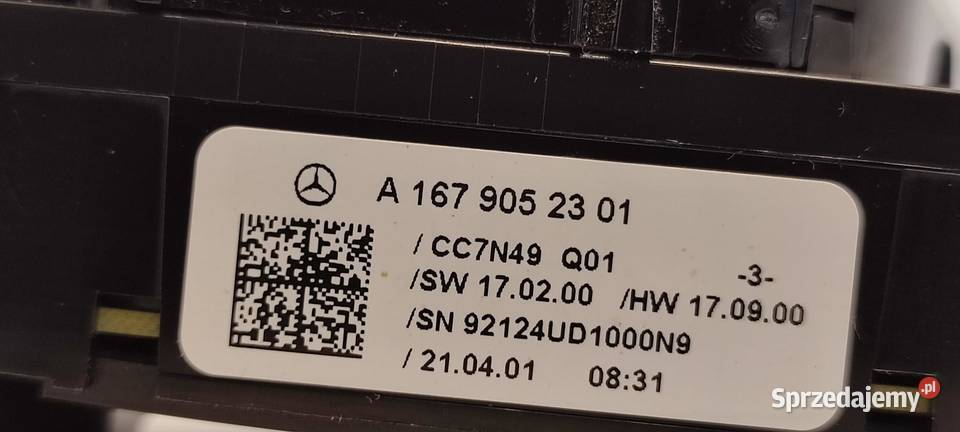 A 167 905 23 01
/ CC7N49 Q01
-3-
/SW 17.02.00 /HW 17.09.00
/SN 92124UD1000N9
/ 21.04.01 08:31
Sprzedajemy.pl